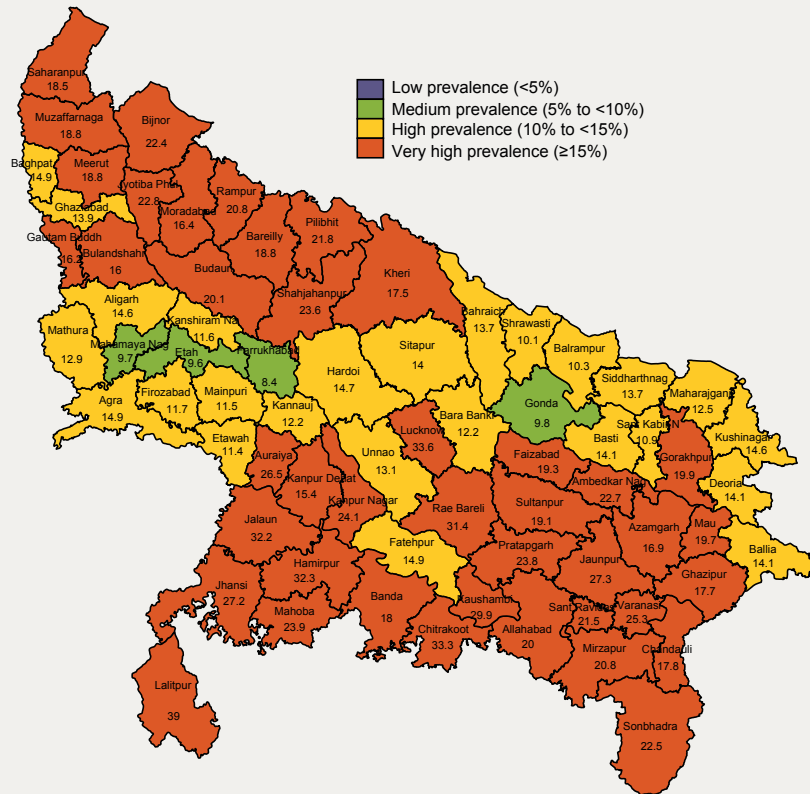 Low prevalence (<5%)
Medium prevalence (5% to <10%)
High prevalence (10% to <15%)
Very high prevalence (≥15%)
Saharanpur
18.5
Muzaffarnaga
18.8
Bijnor
22.4
Baghpat
14.9
Meerut
18.8
Jyotiba Phul
22.8
Moradabad
16.4
Rampur
20.8
Ghaziabad
13.9
Gautam Buddh
16.2
Bulandshahr
16
Bareilly
18.8
Pilibhit
21.8
Budaun
20.1
Shahjahanpur
23.6
Kheri
17.5
Aligarh
14.6
Kanshiram Na
11.6
Mathura
12.9
Mahamaya Nag
9.7
Etah
9.6
Farrukhabad
8.4
Hardoi
14.7
Sitapur
14
Bahraich
13.7
Shrawasti
10.1
Balrampur
10.3
Siddharthnag
13.7
Maharajganj
12.5
Kushinagar
14.6
Agra
14.9
Firozabad
11.7
Mainpuri
11.5
Kannauj
12.2
Etawah
11.4
Auraiya
26.5
Kanpur Dehat
15.4
Kanpur Nagar
24.1
Unnao
13.1
Lucknow
33.6
Bara Banki
12.2
Gonda
9.8
Faizabad
19.3
Basti
14.1
Sant Kabir N
10.9
Gorakhpur
19.9
Deoria
14.1
Ambedkar Nag
22.7
Jalaun
32.2
Rae Bareli
31.4
Sultanpur
19.1
Azamgarh
16.9
Mau
19.7
Ballia
14.1
Fatehpur
14.9
Pratapgarh
23.8
Jaunpur
27.3
Ghazipur
17.7
Hamirpur
32.3
Jhansi
27.2
Mahoba
23.9
Banda
18
Chitrakoot
33.3
Kaushambi
29.9
Allahabad
20
Sant Ravidas
21.5
Varanasi
25.3
Mirzapur
20.8
Chandauli
17.8
Lalitpur
39
Sonbhadra
22.5